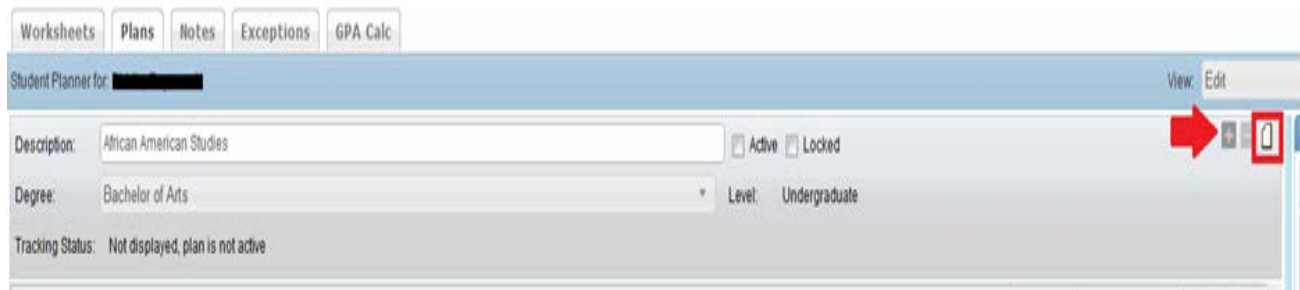 Worksheets Plans Notes Exceptions GPA Calc
Student Planner for: View: Edit
Description: African American Studies Active Locked
Degree: Bachelor of Arts Level: Undergraduate
Tracking Status: Not displayed, plan is not active